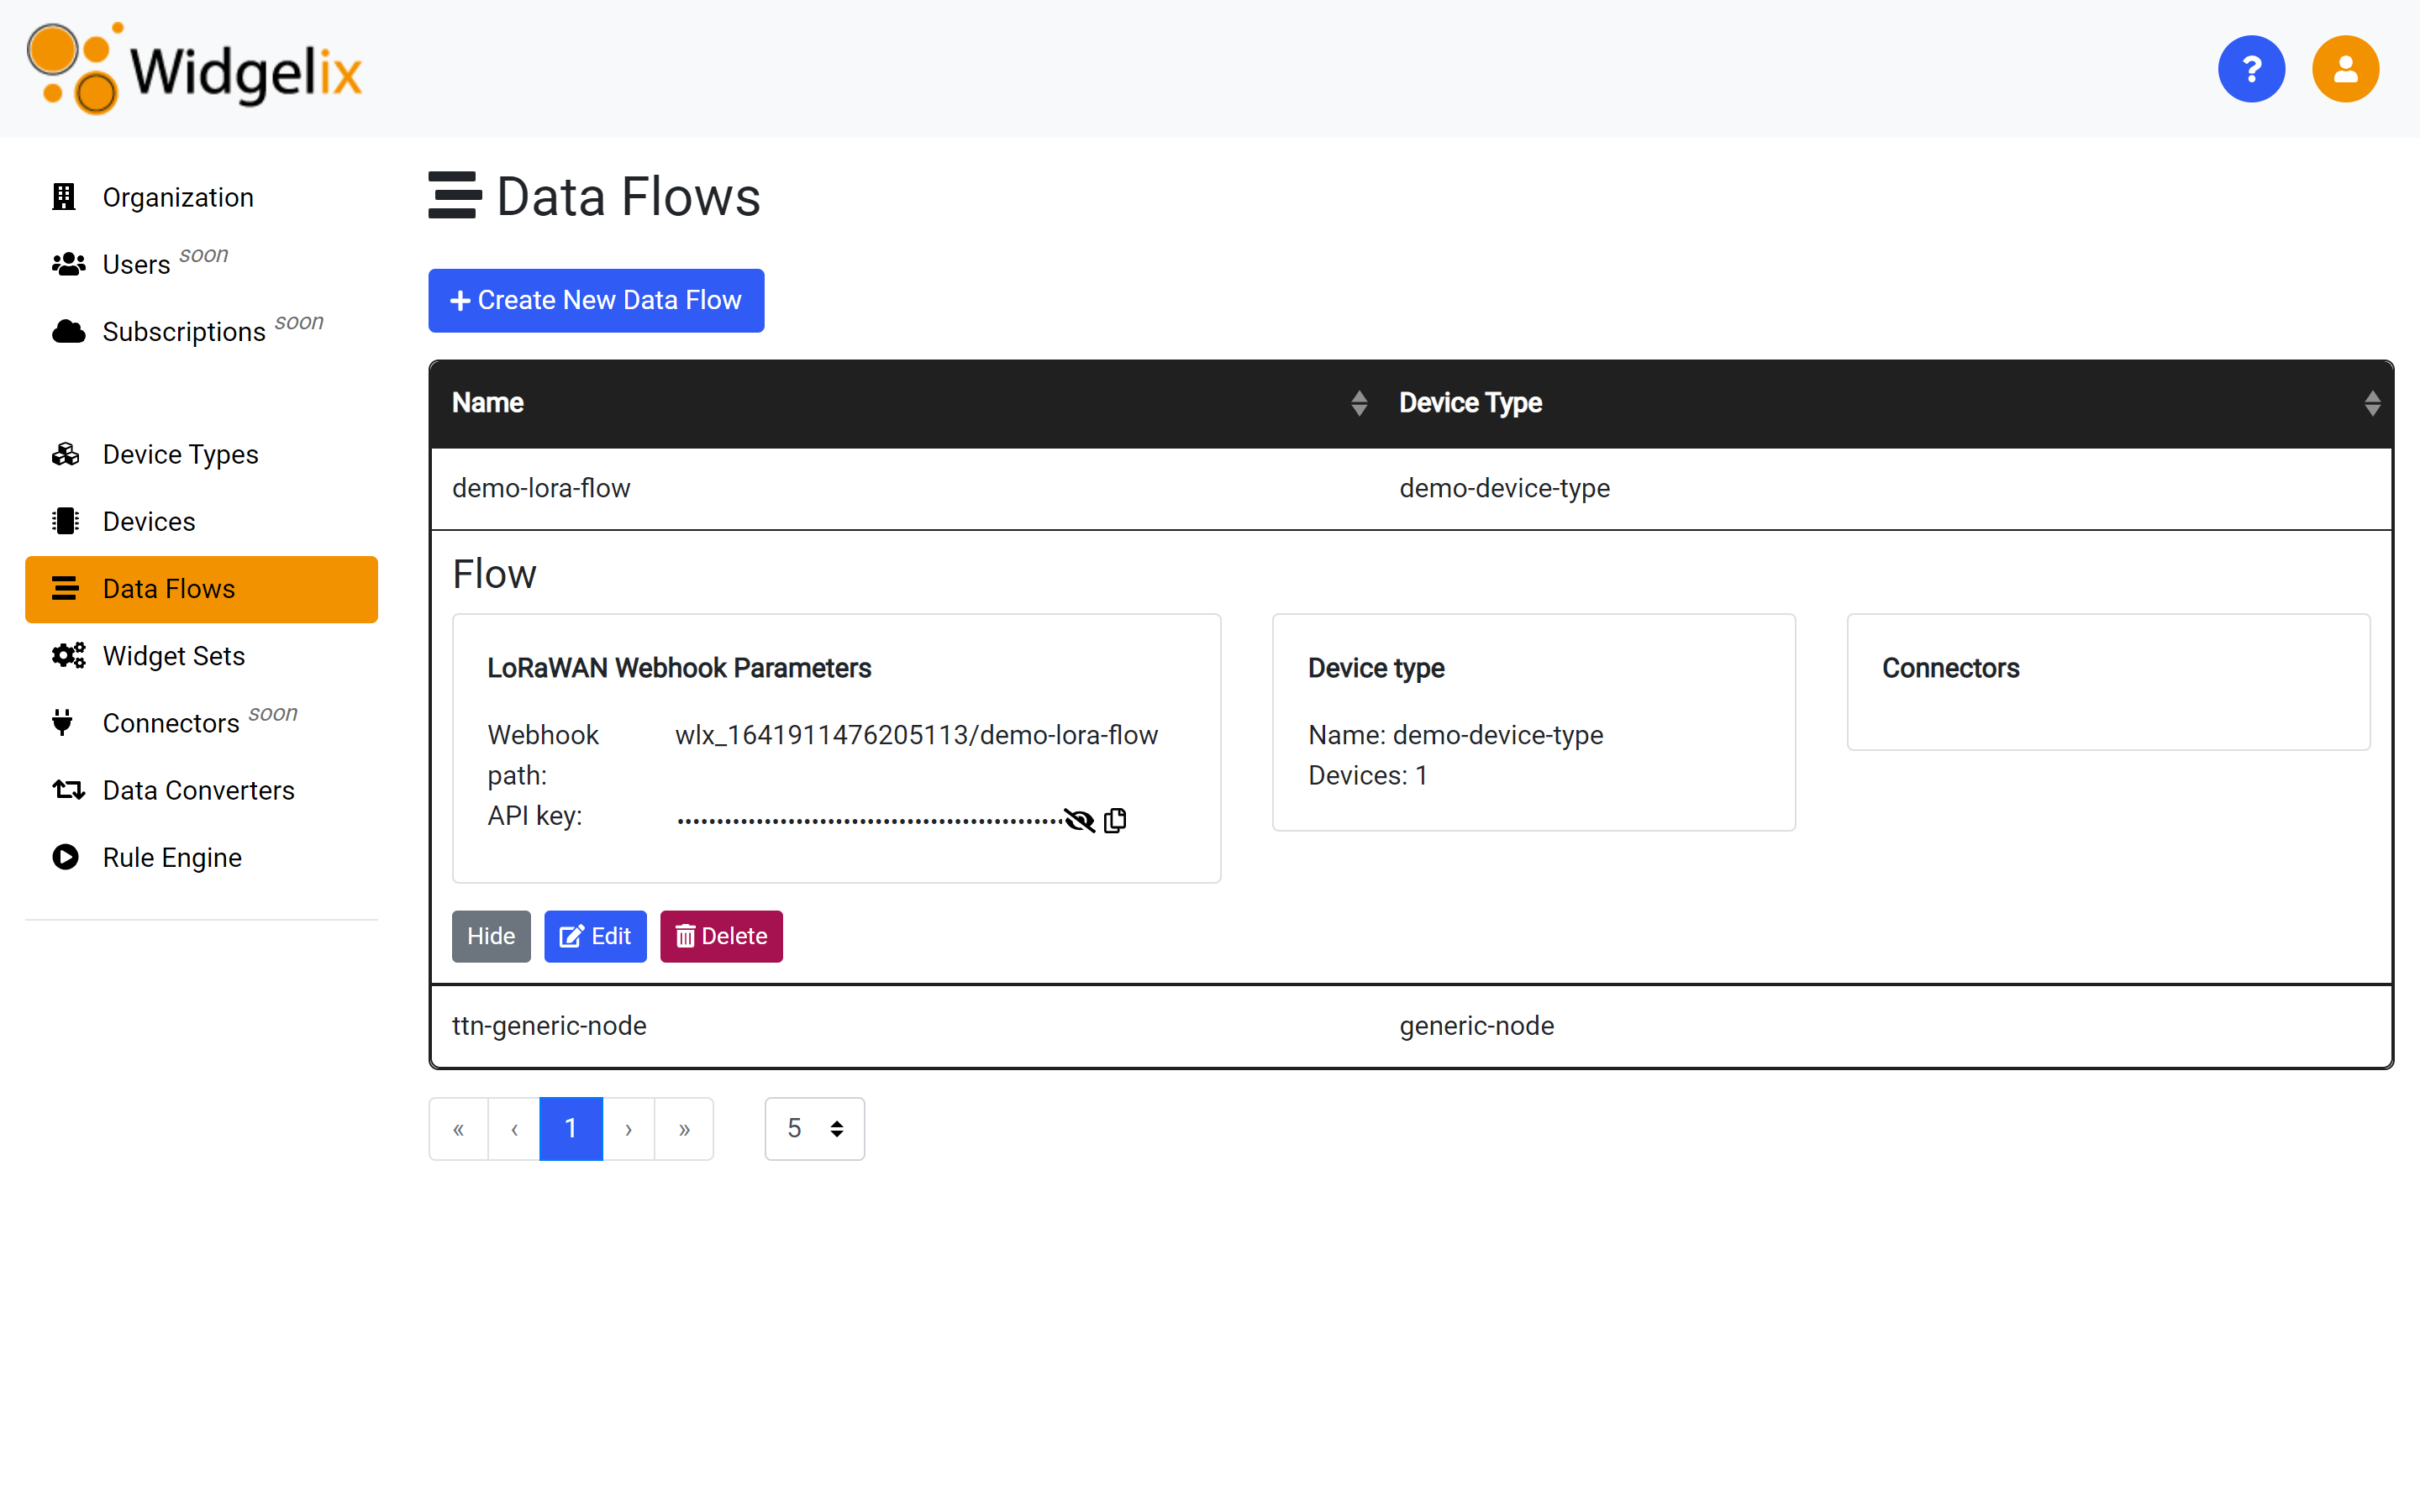 Widgelix
?
Organization
Users soon
Subscriptions soon
Device Types
Devices
Data Flows
Widget Sets
Connectors soon
Data Converters
Rule Engine
Data Flows
+ Create New Data Flow
Name Device Type
demo-lora-flow demo-device-type
Flow
LoRaWAN Webhook Parameters
Webhook path: wlx_1641911476205113/demo-lora-flow
API key: ••••••••••••••••••••••••••••••••••••••••••••••••
Device type
Name: demo-device-type
Devices: 1
Connectors
Hide Edit Delete
ttn-generic-node generic-node
« ‹ 1 › » 5